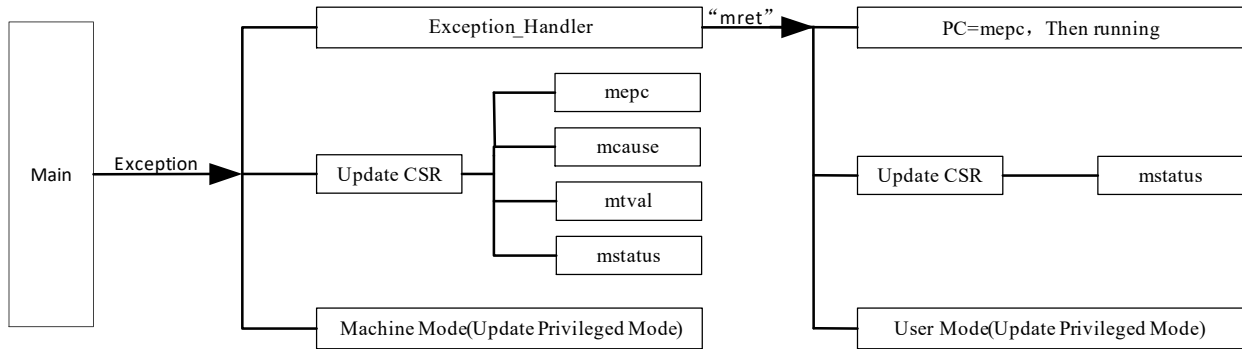 Main
Exception
Exception_Handler
Update CSR
mepc
mcause
mtval
mstatus
Machine Mode(Update Privileged Mode)
“mret”
PC=mepc，Then running
Update CSR
mstatus
User Mode(Update Privileged Mode)